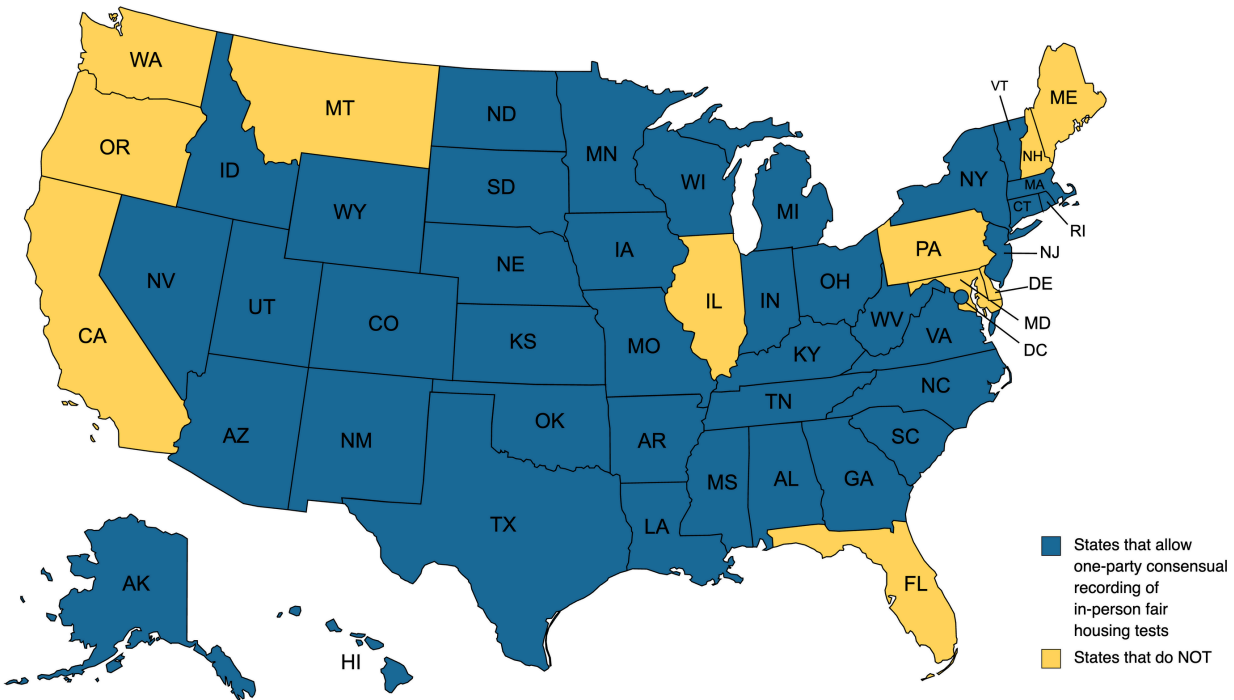 WA
MT
ND
MN
VT
ME
OR
ID
SD
WI
MI
NY
NH
MA
CT
RI
WY
NE
IA
PA
NJ
NV
UT
CO
KS
MO
IL
IN
OH
WV
VA
DE
MD
DC
CA
KY
AZ
NM
OK
AR
TN
NC
SC
TX
LA
MS
AL
GA
FL
AK
HI
States that allow
one-party consensual
recording of
in-person fair
housing tests
States that do NOT